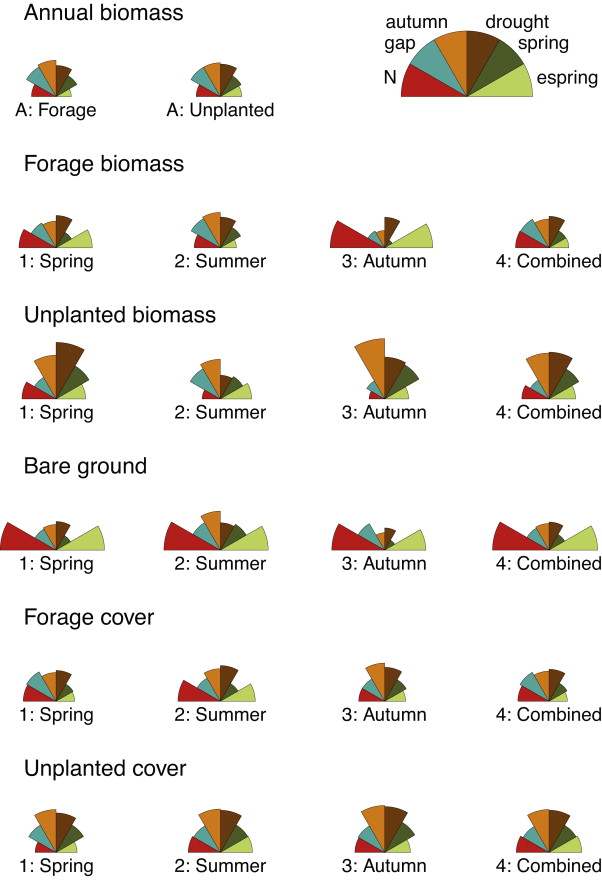 Annual biomass
autumn drought
gap spring
N espring
A: Forage A: Unplanted
Forage biomass
1: Spring 2: Summer 3: Autumn 4: Combined
Unplanted biomass
1: Spring 2: Summer 3: Autumn 4: Combined
Bare ground
1: Spring 2: Summer 3: Autumn 4: Combined
Forage cover
1: Spring 2: Summer 3: Autumn 4: Combined
Unplanted cover
1: Spring 2: Summer 3: Autumn 4: Combined